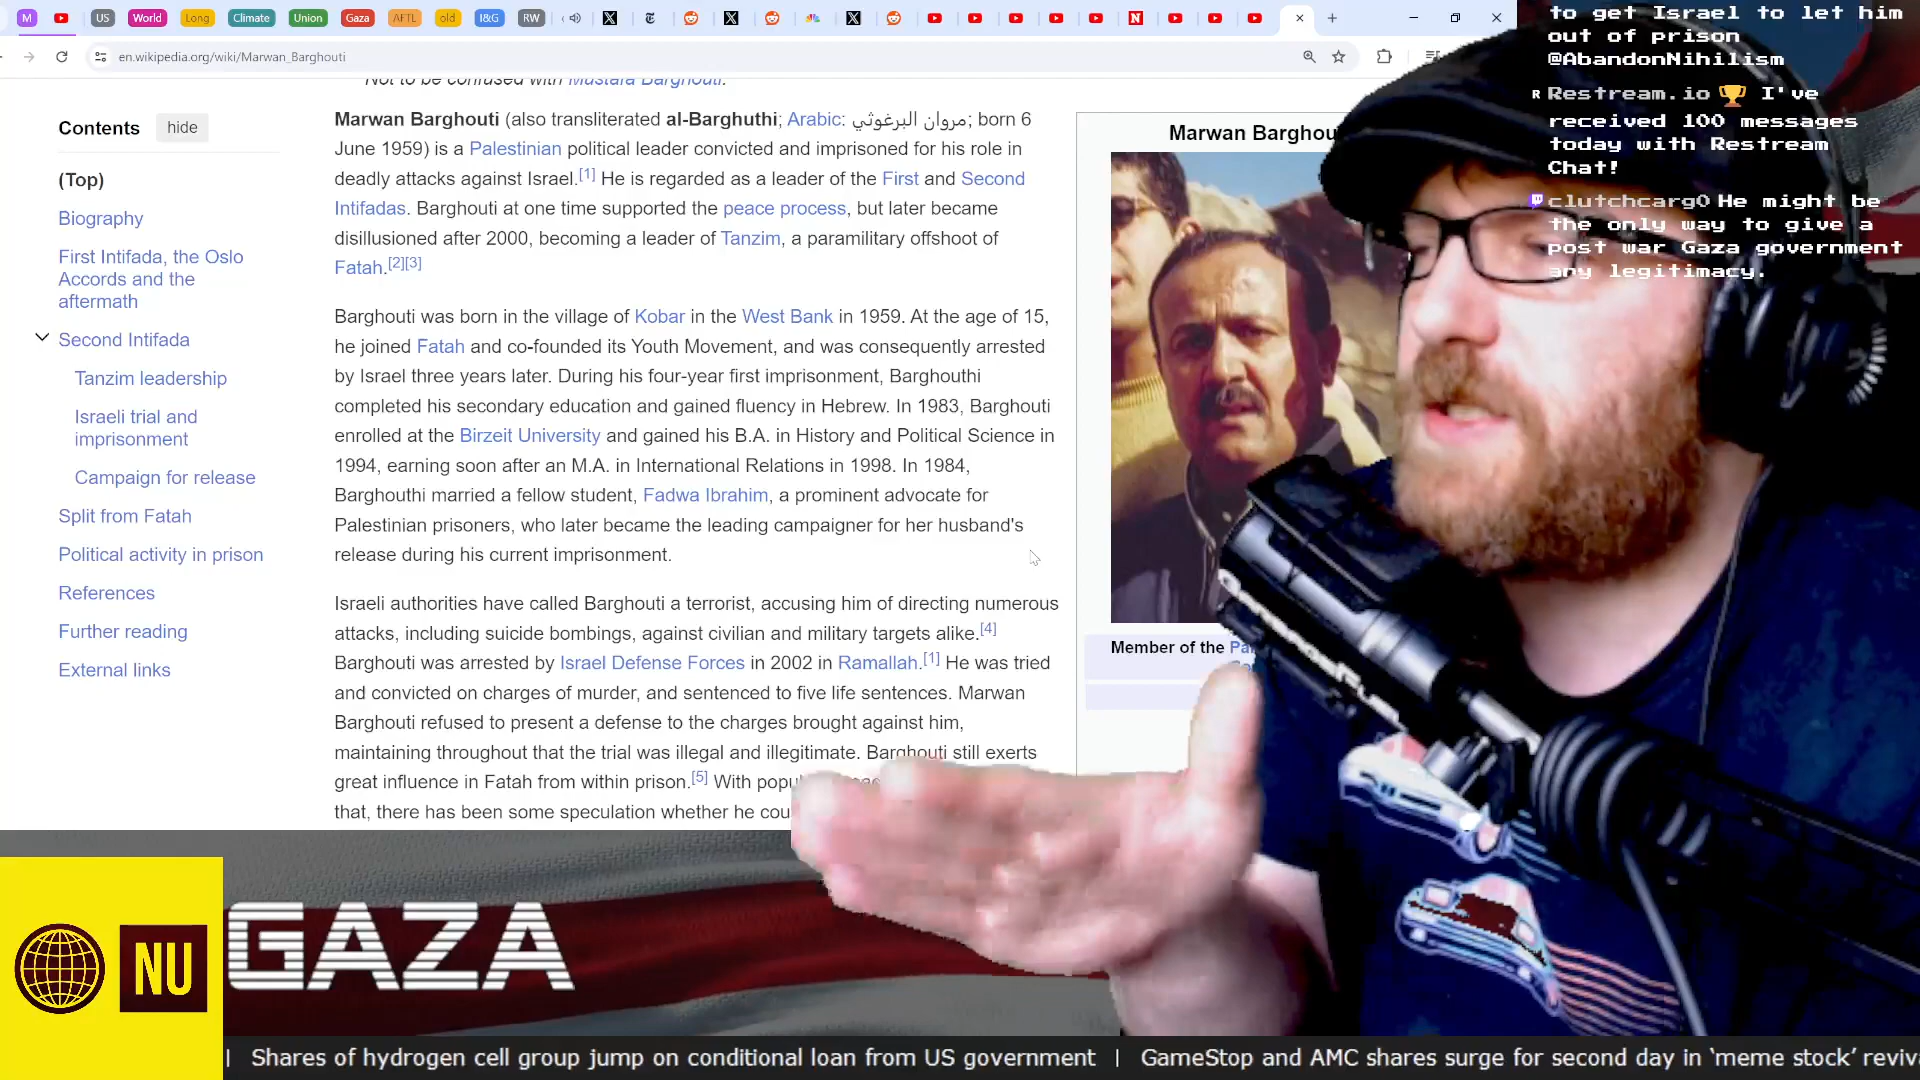 M
US
World
Long
Climate
Union
Gaza
AFTL
old
I&G
RW
en.wikipedia.org/wiki/Marwan_Barghouti
Not to be confused with Mustafa Barghouti.
Contents hide
(Top)
Biography
First Intifada, the Oslo
Accords and the
aftermath
Second Intifada
Tanzim leadership
Israeli trial and
imprisonment
Campaign for release
Split from Fatah
Political activity in prison
References
Further reading
External links
Marwan Barghouti (also transliterated al-Barghuthi; Arabic: مروان البرغوثي; born 6
June 1959) is a Palestinian political leader convicted and imprisoned for his role in
deadly attacks against Israel.[1] He is regarded as a leader of the First and Second
Intifadas. Barghouti at one time supported the peace process, but later became
disillusioned after 2000, becoming a leader of Tanzim, a paramilitary offshoot of
Fatah.[2][3]
Barghouti was born in the village of Kobar in the West Bank in 1959. At the age of 15,
he joined Fatah and co-founded its Youth Movement, and was consequently arrested
by Israel three years later. During his four-year first imprisonment, Barghouthi
completed his secondary education and gained fluency in Hebrew. In 1983, Barghouti
enrolled at the Birzeit University and gained his B.A. in History and Political Science in
1994, earning soon after an M.A. in International Relations in 1998. In 1984,
Barghouthi married a fellow student, Fadwa Ibrahim, a prominent advocate for
Palestinian prisoners, who later became the leading campaigner for her husband's
release during his current imprisonment.
Israeli authorities have called Barghouti a terrorist, accusing him of directing numerous
attacks, including suicide bombings, against civilian and military targets alike.[4]
Barghouti was arrested by Israel Defense Forces in 2002 in Ramallah.[1] He was tried
and convicted on charges of murder, and sentenced to five life sentences. Marwan
Barghouti refused to present a defense to the charges brought against him,
maintaining throughout that the trial was illegal and illegitimate. Barghouti still exerts
great influence in Fatah from within prison.[5] With
that, there has been some speculation whether he
Marwan
Member of the
to get Israel to let him
out of prison
@AbandonNihilism
R Restream.io 🏆 I've
received 100 messages
today with Restream
Chat!
clutchcarg0 He might be
the only way to give a
post war Gaza government
any legitimacy.
NU
GAZA
| Shares of hydrogen cell group jump on conditional loan from US government | GameStop and AMC shares surge for second day in ‘meme stock’